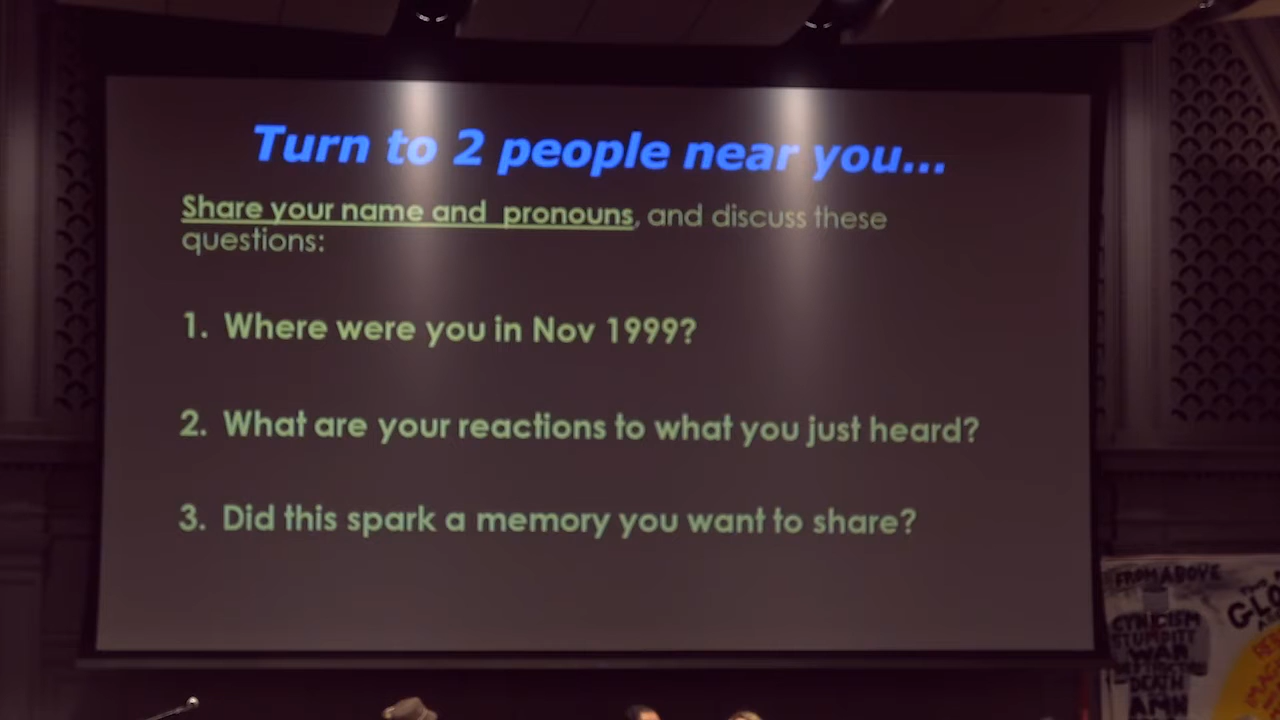 Turn to 2 people near you...
Share your name and pronouns, and discuss these
questions:
1. Where were you in Nov 1999?
2. What are your reactions to what you just heard?
3. Did this spark a memory you want to share?
FROM ABOVE
CYNICISM
WAR
DEATH